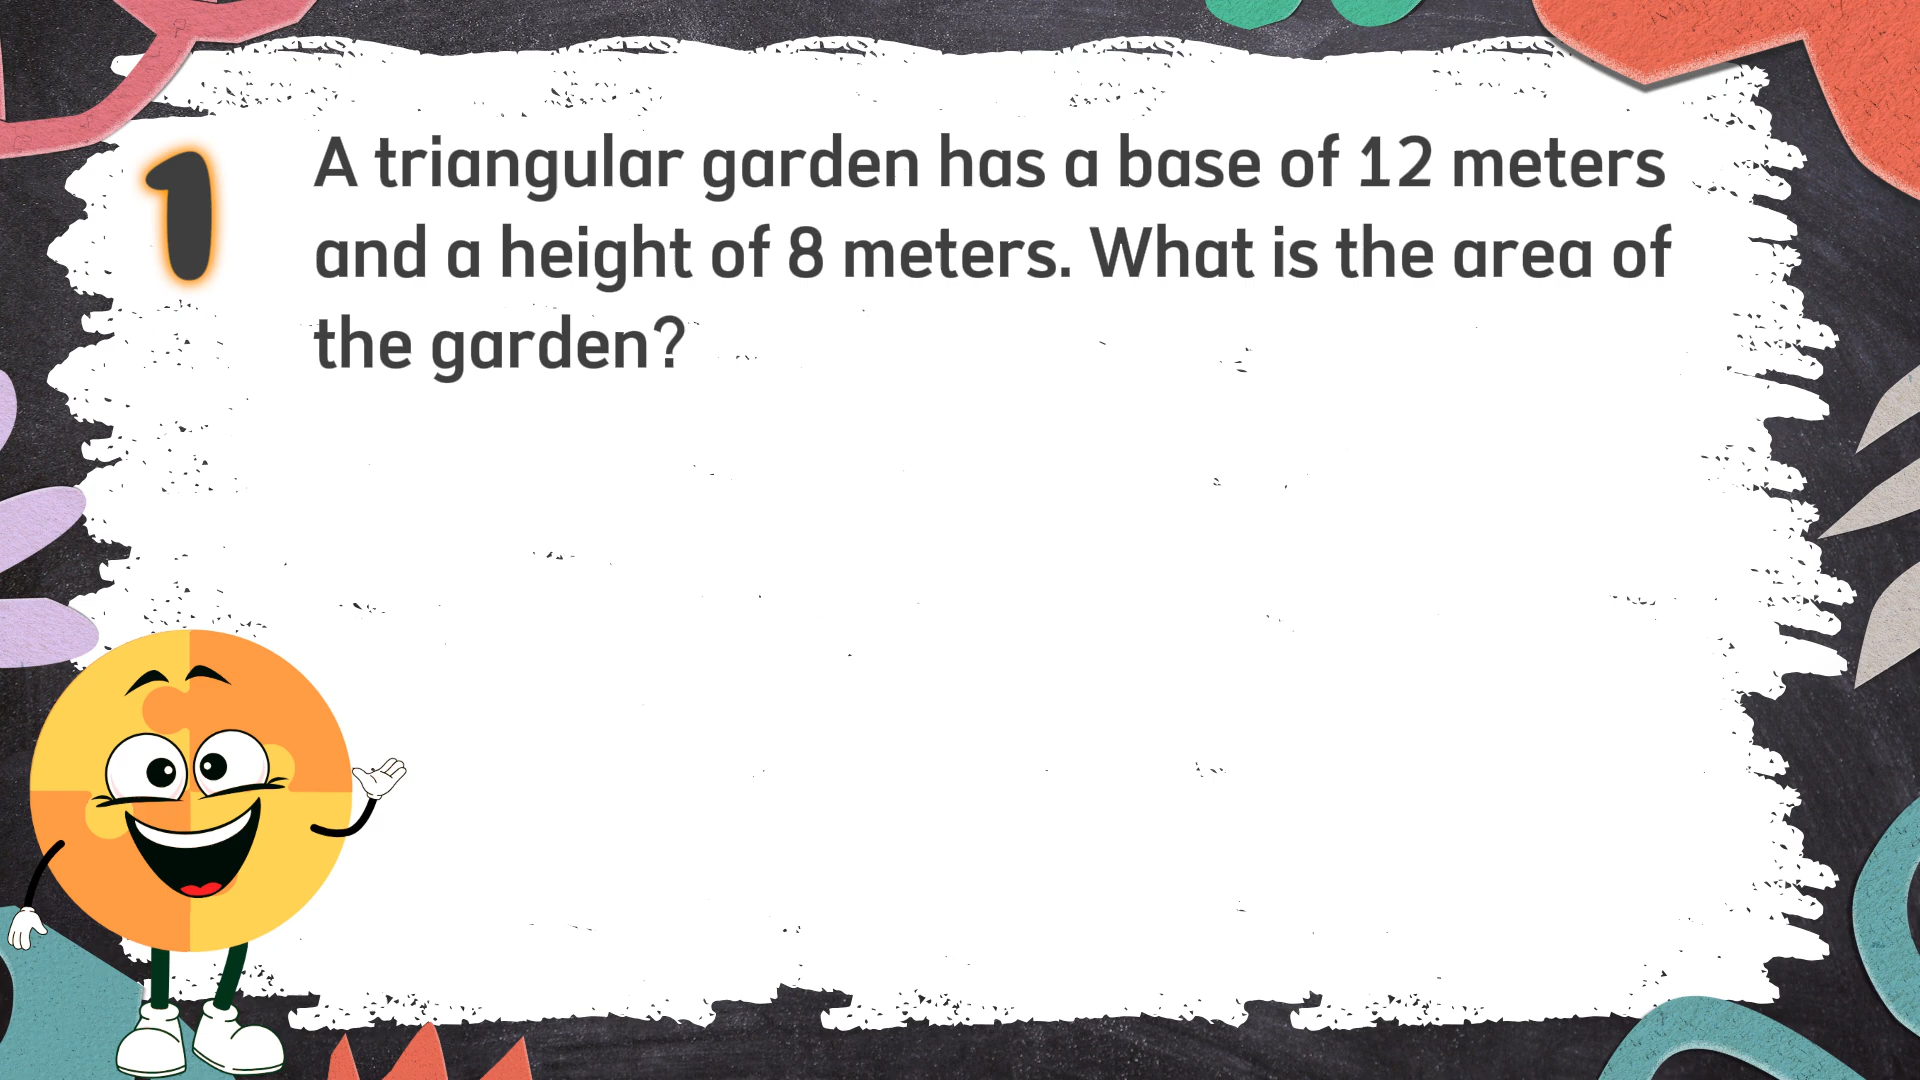 1
A triangular garden has a base of 12 meters
and a height of 8 meters. What is the area of
the garden?